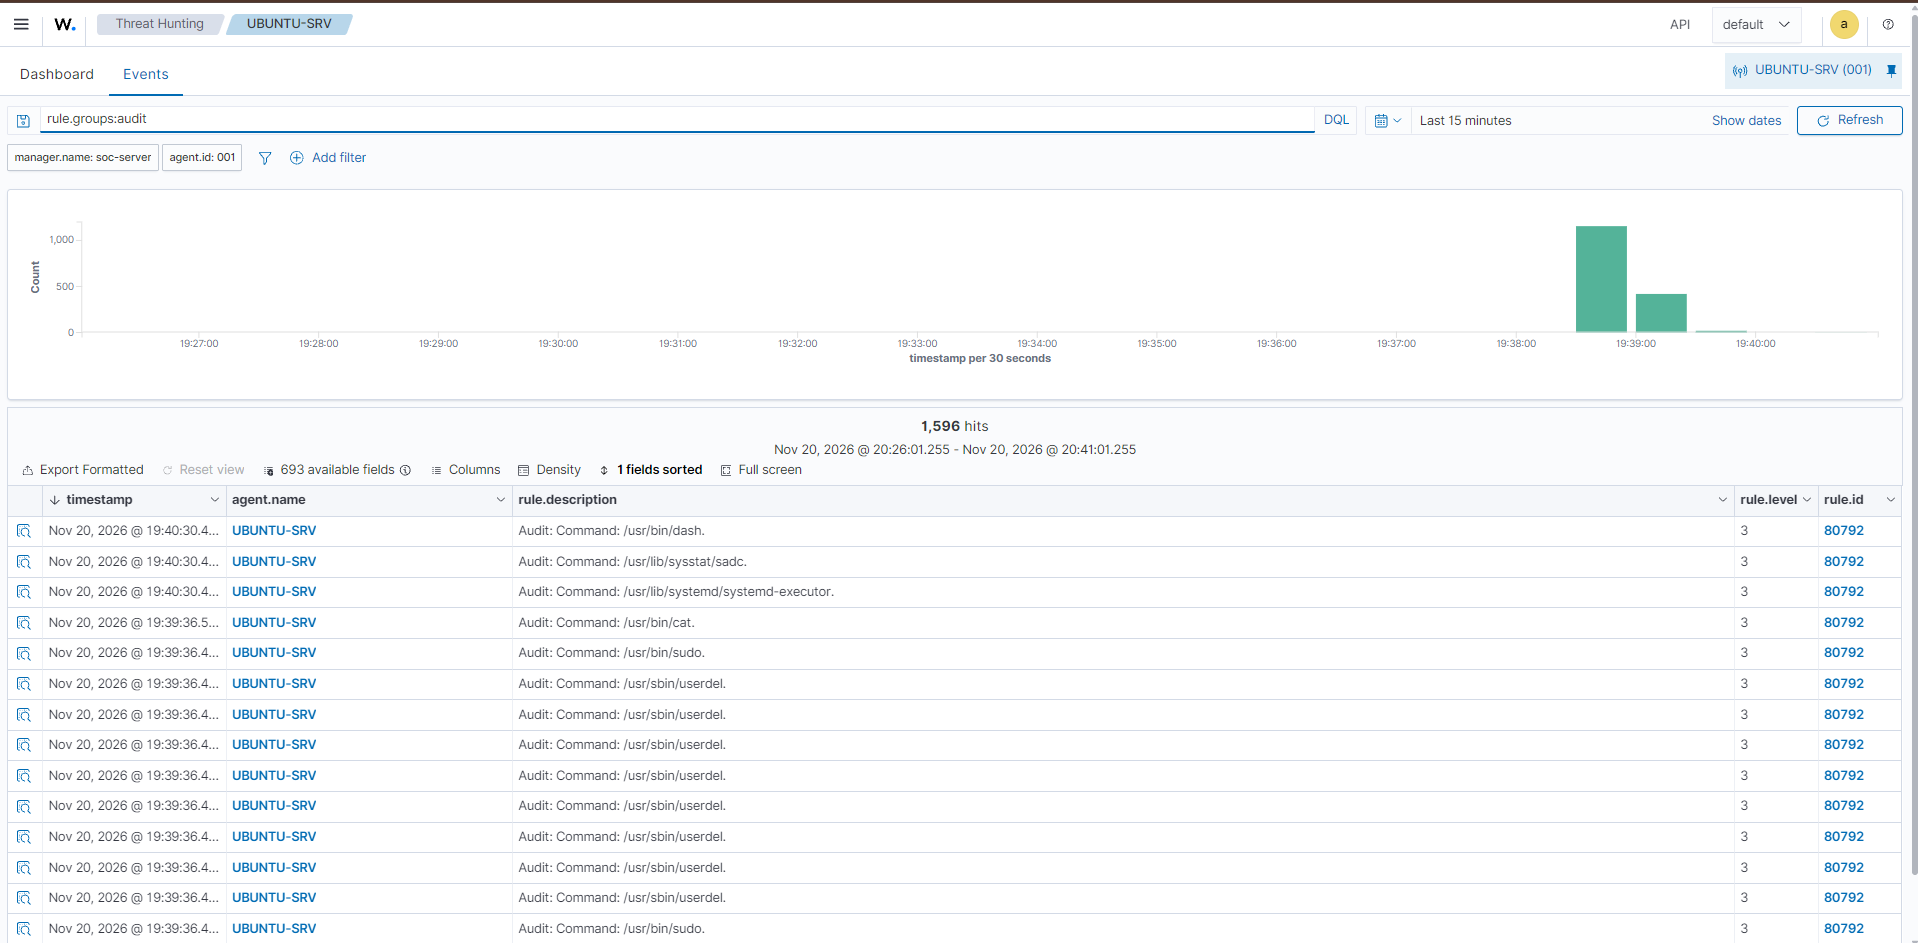 W. Threat Hunting UBUNTU-SRV API default a
Dashboard Events UBUNTU-SRV (001)
rule.groups:audit DQL Last 15 minutes Show dates Refresh
manager.name: soc-server agent.id: 001 Add filter
1,000
500
0
Count
19:27:00 19:28:00 19:29:00 19:30:00 19:31:00 19:32:00 19:33:00 19:34:00 19:35:00 19:36:00 19:37:00 19:38:00 19:39:00 19:40:00
timestamp per 30 seconds
1,596 hits
Nov 20, 2026 @ 20:26:01.255 - Nov 20, 2026 @ 20:41:01.255
Export Formatted Reset view 693 available fields Columns Density 1 fields sorted Full screen
timestamp agent.name rule.description rule.level rule.id
Nov 20, 2026 @ 19:40:30.4... UBUNTU-SRV Audit: Command: /usr/bin/dash. 3 80792
Nov 20, 2026 @ 19:40:30.4... UBUNTU-SRV Audit: Command: /usr/lib/sysstat/sadc. 3 80792
Nov 20, 2026 @ 19:40:30.4... UBUNTU-SRV Audit: Command: /usr/lib/systemd/systemd-executor. 3 80792
Nov 20, 2026 @ 19:39:36.5... UBUNTU-SRV Audit: Command: /usr/bin/cat. 3 80792
Nov 20, 2026 @ 19:39:36.4... UBUNTU-SRV Audit: Command: /usr/bin/sudo. 3 80792
Nov 20, 2026 @ 19:39:36.4... UBUNTU-SRV Audit: Command: /usr/sbin/userdel. 3 80792
Nov 20, 2026 @ 19:39:36.4... UBUNTU-SRV Audit: Command: /usr/sbin/userdel. 3 80792
Nov 20, 2026 @ 19:39:36.4... UBUNTU-SRV Audit: Command: /usr/sbin/userdel. 3 80792
Nov 20, 2026 @ 19:39:36.4... UBUNTU-SRV Audit: Command: /usr/sbin/userdel. 3 80792
Nov 20, 2026 @ 19:39:36.4... UBUNTU-SRV Audit: Command: /usr/sbin/userdel. 3 80792
Nov 20, 2026 @ 19:39:36.4... UBUNTU-SRV Audit: Command: /usr/sbin/userdel. 3 80792
Nov 20, 2026 @ 19:39:36.4... UBUNTU-SRV Audit: Command: /usr/sbin/userdel. 3 80792
Nov 20, 2026 @ 19:39:36.4... UBUNTU-SRV Audit: Command: /usr/sbin/userdel. 3 80792
Nov 20, 2026 @ 19:39:36.4... UBUNTU-SRV Audit: Command: /usr/bin/sudo. 3 80792